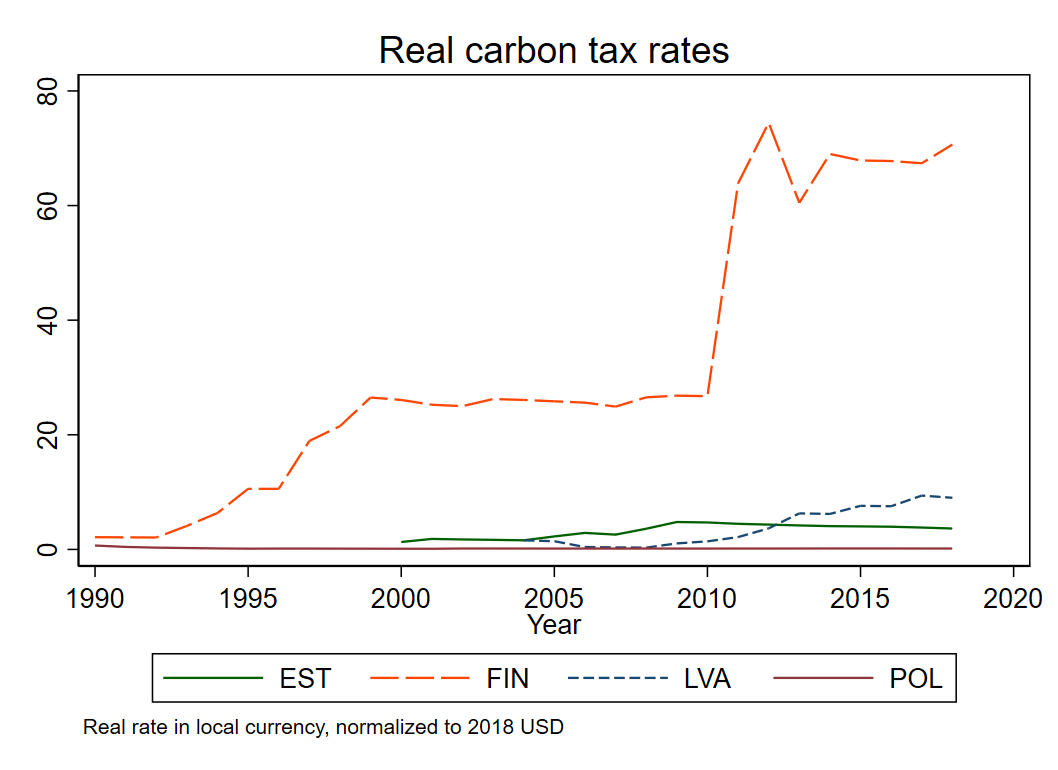 Real carbon tax rates
80
60
40
20
0
1990 1995 2000 2005 2010 2015 2020
Year
EST FIN LVA POL
Real rate in local currency, normalized to 2018 USD